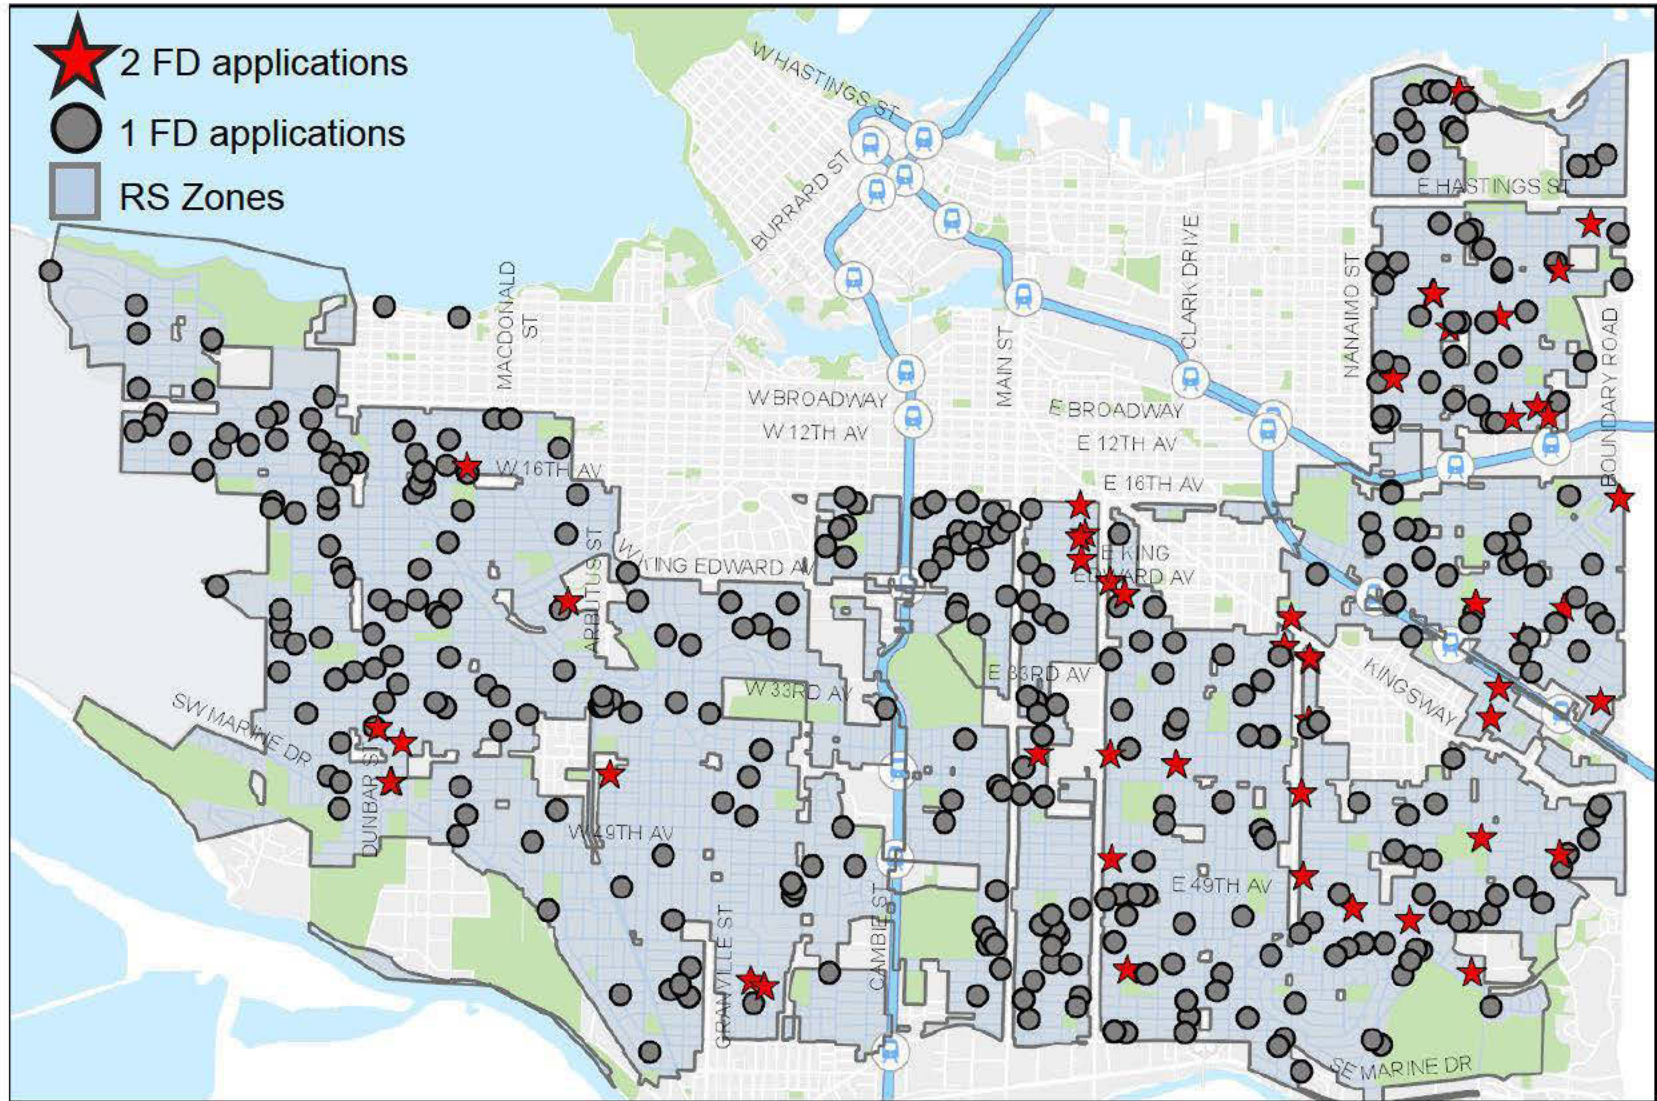 2 FD applications
1 FD applications
RS Zones
W HASTINGS ST
BURRARD ST
E HASTINGS ST
MACDONALD
ST
MAIN ST
CLARK DRIVE
NANAIMO ST
BOUNDARY ROAD
W BROADWAY
W 12TH AV
E BROADWAY
E 12TH AV
W 16TH AV
E 16TH AV
ARBUTUS ST
W KING EDWARD AV
E KING
EDWARD AV
W 33RD AV
E 33RD AV
KINGSWAY
SW MARINE DR
DUNBAR ST
W 49TH AV
E 49TH AV
GRANVILLE ST
CAMBIE ST
SE MARINE DR